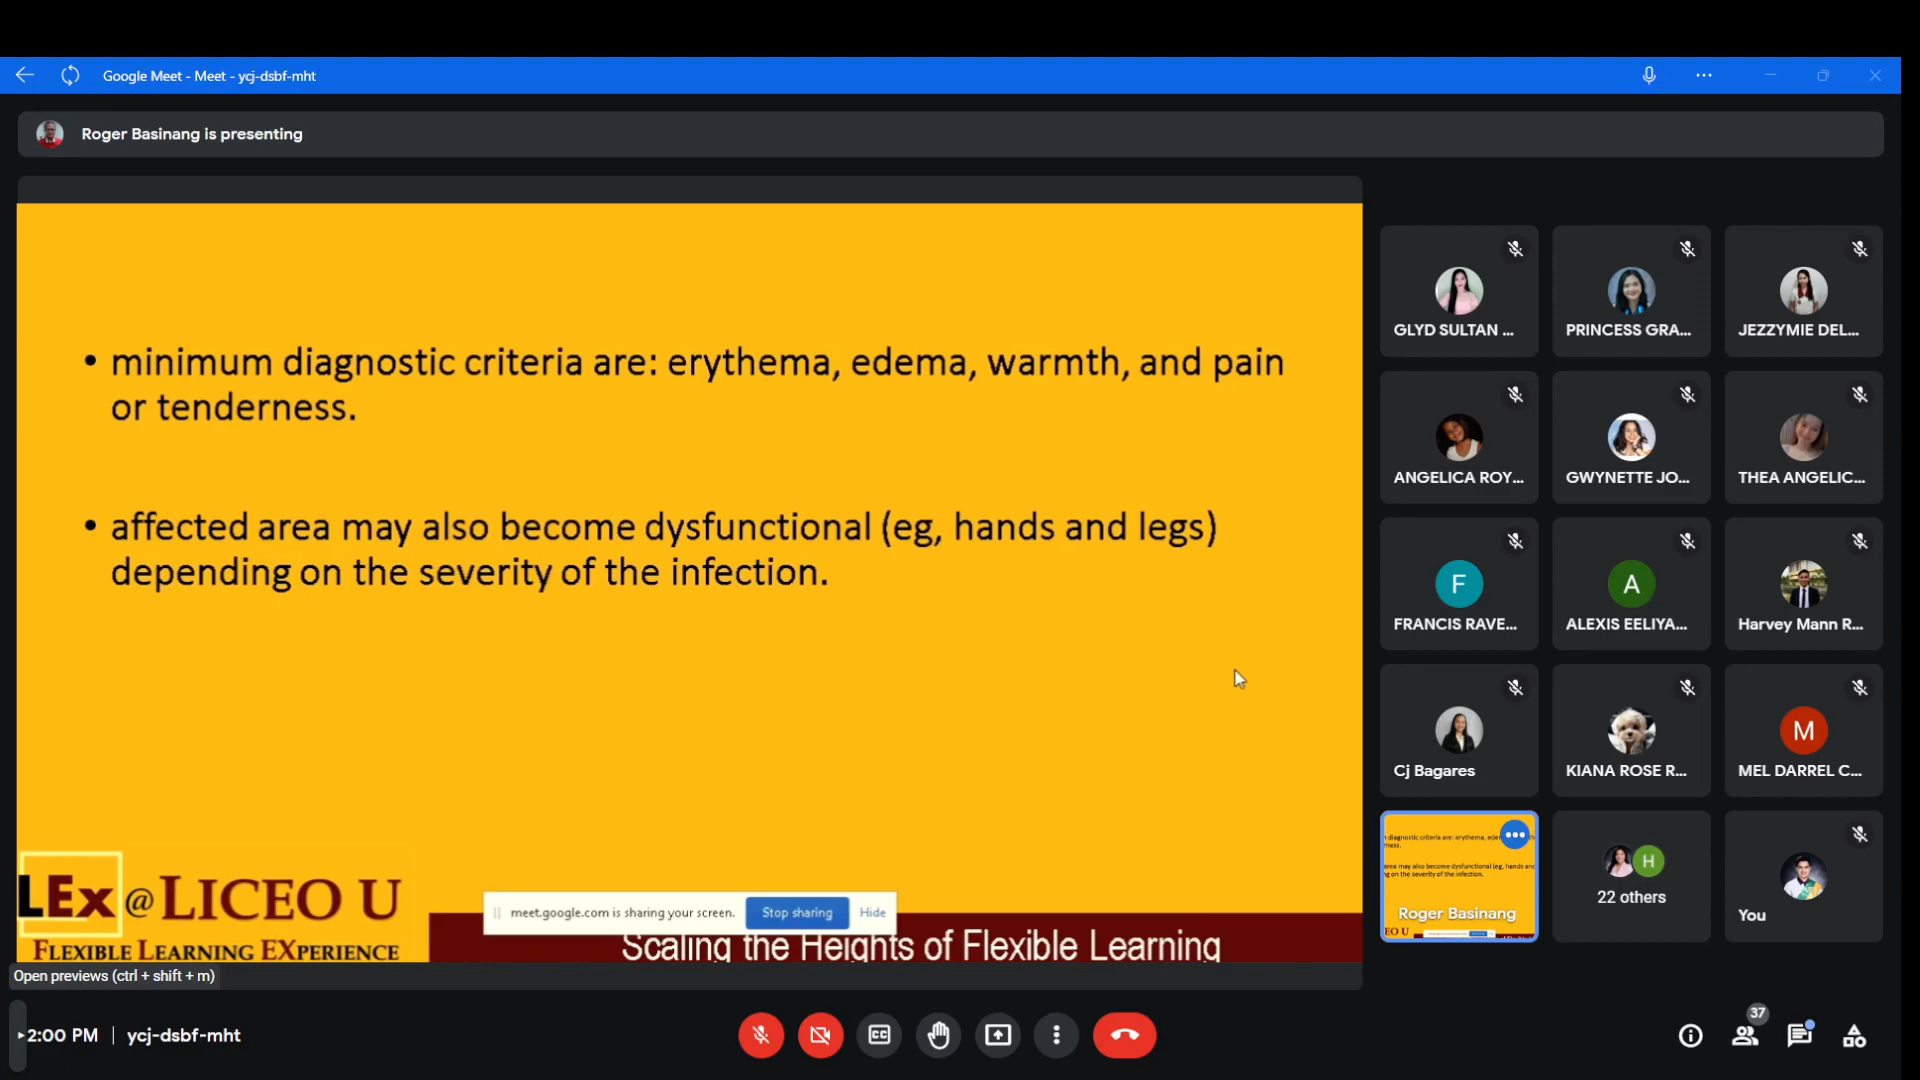 Google Meet - Meet - ycj-dsbf-mht
Roger Basinang is presenting
• minimum diagnostic criteria are: erythema, edema, warmth, and pain
or tenderness.
• affected area may also become dysfunctional (eg, hands and legs)
depending on the severity of the infection.
LEx@LICEO U
FLEXIBLE LEARNING EXPERIENCE
meet.google.com is sharing your screen.
Stop sharing
Hide
Scaling the Heights of Flexible Learning
Open previews (ctrl + shift + m)
GLYD SULTAN ...
PRINCESS GRA...
JEZZYMIE DEL...
ANGELICA ROY...
GWYNETTE JO...
THEA ANGELIC...
F
FRANCIS RAVE...
A
ALEXIS EELIYA...
Harvey Mann R...
Cj Bagares
KIANA ROSE R...
M
MEL DARREL C...
Roger Basinang
H
22 others
You
2:00 PM | ycj-dsbf-mht
CC
37